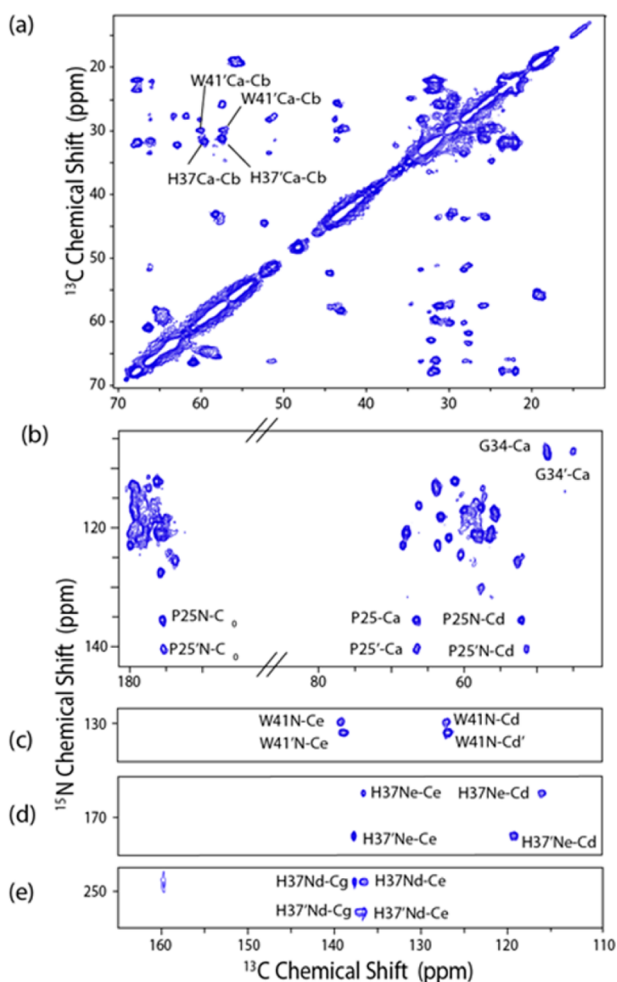 (a)
20
30
40
50
60
70
13C Chemical Shift (ppm)
W41'Ca-Cb
W41'Ca-Cb
H37Ca-Cb
H37'Ca-Cb
70 60 50 40 30 20
(b)
G34-Ca
G34'-Ca
120
140
P25N-C
P25-Ca
P25N-Cd
P25'N-C
P25'-Ca
P25'N-Cd
180 80 60
15N Chemical Shift (ppm)
(c)
130
W41N-Ce
W41N-Cd
W41'N-Ce
W41N-Cd'
(d)
170
H37Ne-Ce
H37Ne-Cd
H37'Ne-Ce
H37'Ne-Cd
(e)
250
H37Nd-Cg
H37Nd-Ce
H37'Nd-Cg
H37'Nd-Ce
160 150 140 130 120 110
13C Chemical Shift (ppm)